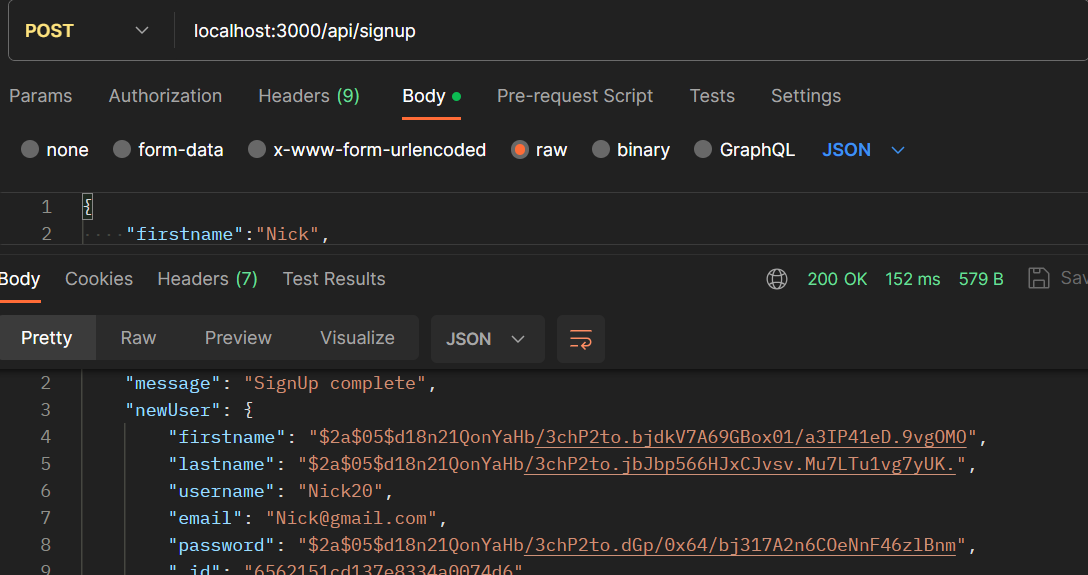 POST localhost:3000/api/signup
Params Authorization Headers (9) Body Pre-request Script Tests Settings
none form-data x-www-form-urlencoded raw binary GraphQL JSON
1 {
2 "firstname":"Nick",
Body Cookies Headers (7) Test Results 200 OK 152 ms 579 B Sav
Pretty Raw Preview Visualize JSON
2 "message": "SignUp complete",
3 "newUser": {
4 "firstname": "$2a$05$d18n21QonYaHb/3chP2to.bjdkV7A69GBox01/a3IP41eD.9vgOMO",
5 "lastname": "$2a$05$d18n21QonYaHb/3chP2to.jbJbp566HJxCJvsv.Mu7LTu1vg7yUK.",
6 "username": "Nick20",
7 "email": "Nick@gmail.com",
8 "password": "$2a$05$d18n21QonYaHb/3chP2to.dGp/0x64/bj317A2n6COeNnF46zlBnm",
9 "_id": "6562151cd137e8334a0074d6"